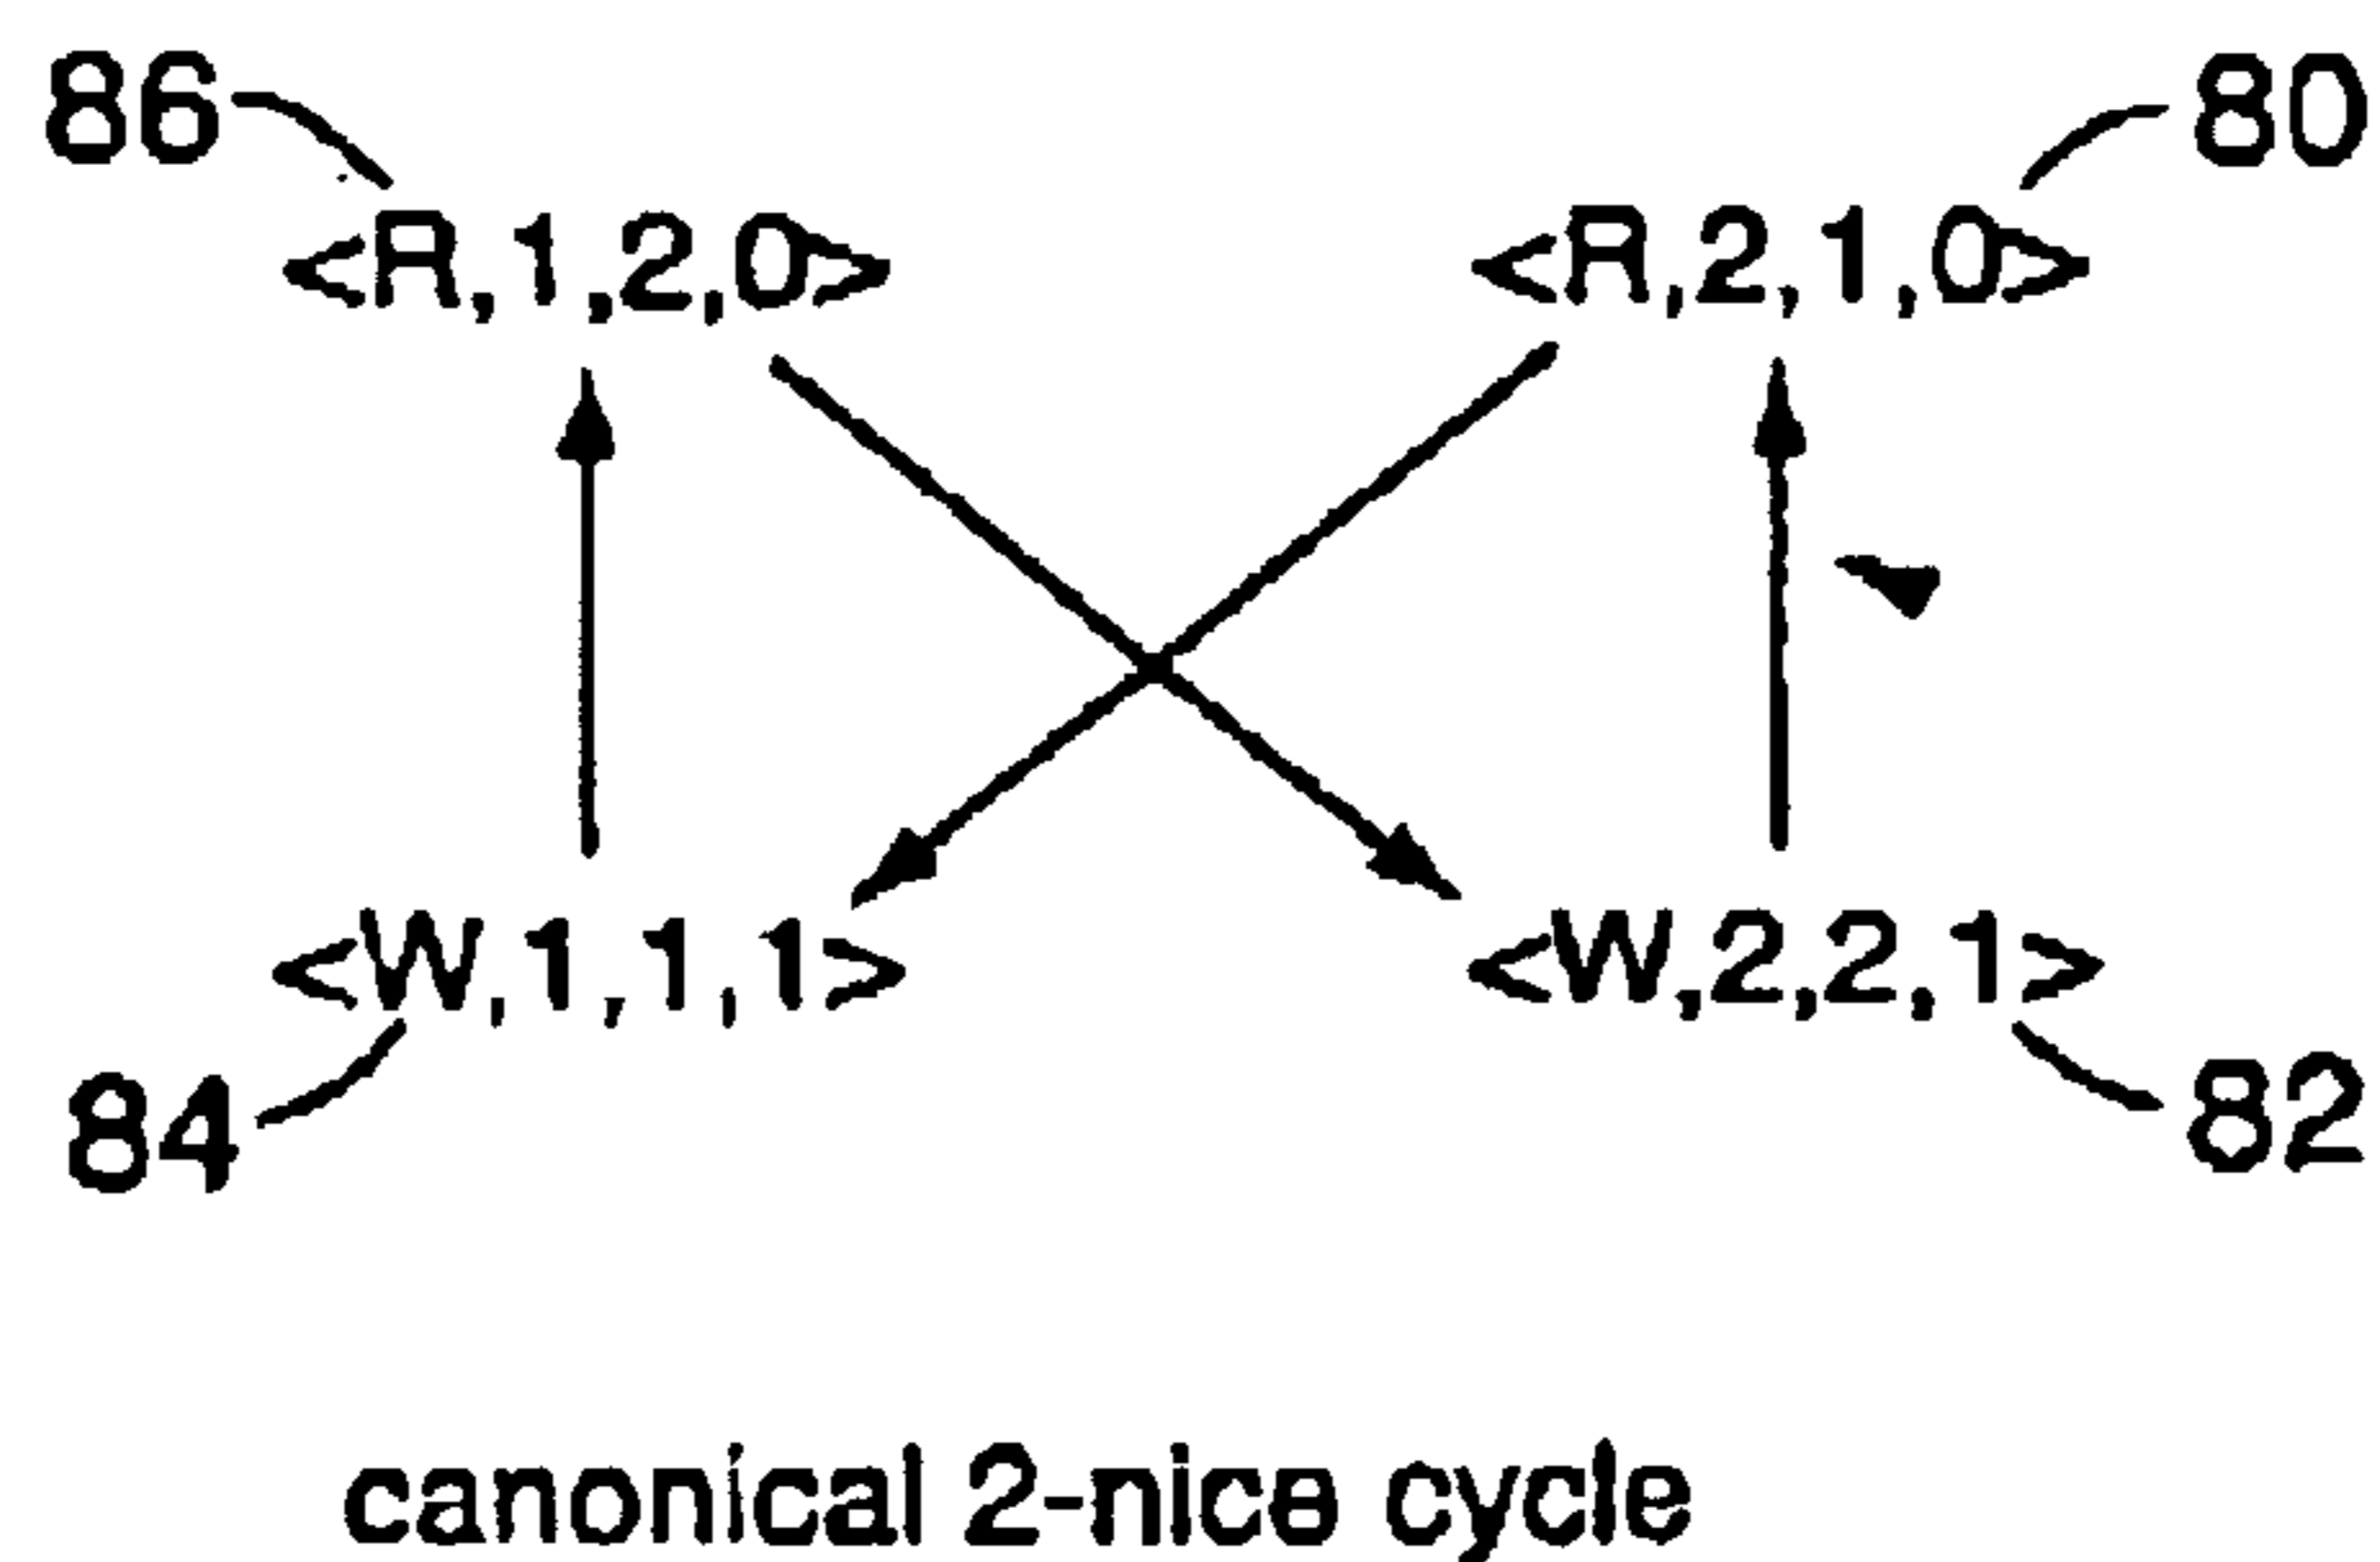 86 80
<R,1,2,0> <R,2,1,0>
<W,1,1,1> <W,2,2,1>
84 82
canonical 2-nice cycle